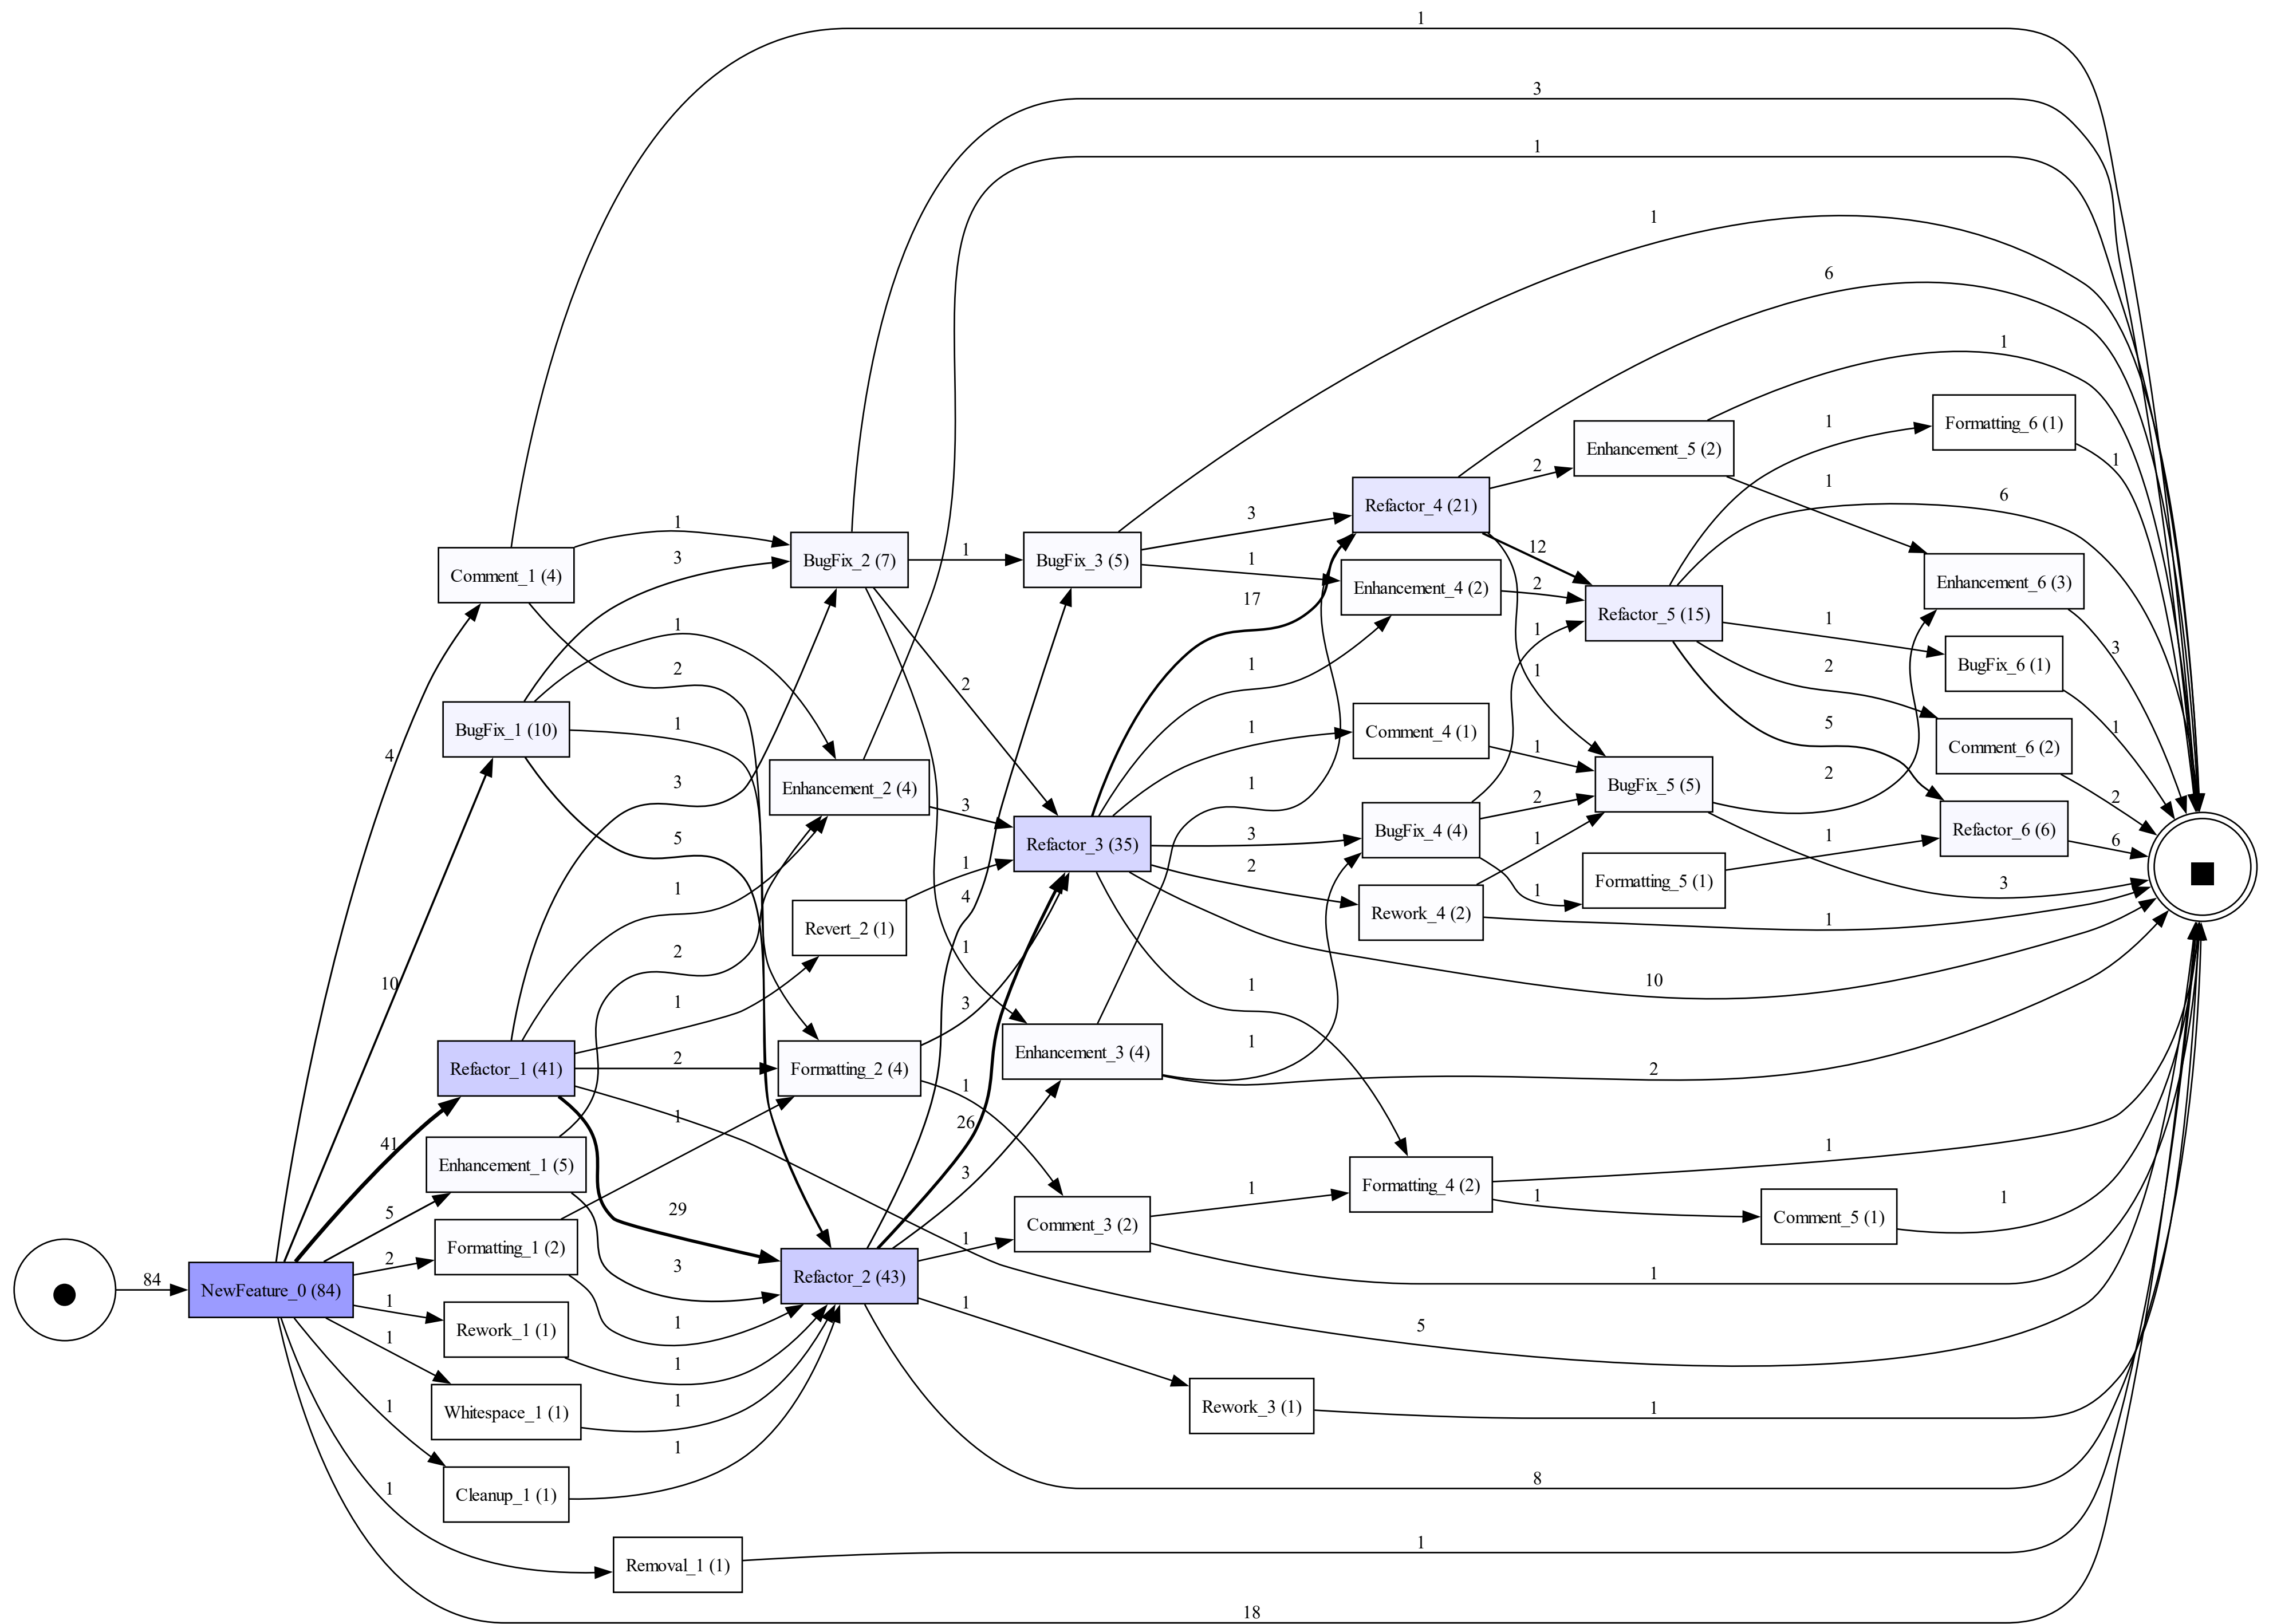 1
3
1
1
6
1
Formatting_6 (1)
1
Enhancement_5 (2)
1
2
1
6
Refactor_4 (21)
3
1
Comment_1 (4)
3
BugFix_2 (7)
1
BugFix_3 (5)
1
12
Enhancement_4 (2)
2
Enhancement_6 (3)
17
Refactor_5 (15)
1
1
1
3
BugFix_6 (1)
2
2
1
1
2
BugFix_1 (10)
1
1
Comment_4 (1)
1
5
1
Comment_6 (2)
4
3
Enhancement_2 (4)
1
2
BugFix_5 (5)
2
2
5
3
Refactor_3 (35)
3
BugFix_4 (4)
2
1
1
Refactor_6 (6)
6
1
1
2
Formatting_5 (1)
3
4
Revert_2 (1)
Rework_4 (2)
1
1
2
1
10
1
1
10
3
1
Refactor_1 (41)
2
Formatting_2 (4)
Enhancement_3 (4)
1
2
1
1
26
41
Enhancement_1 (5)
3
1
Formatting_4 (2)
1
5
29
1
Comment_3 (2)
1
Comment_5 (1)
1
2
Formatting_1 (2)
3
1
Refactor_2 (43)
1
84
NewFeature_0 (84)
1
Rework_1 (1)
1
1
5
1
1
Whitespace_1 (1)
1
Rework_3 (1)
1
1
Cleanup_1 (1)
1
8
1
Removal_1 (1)
1
18